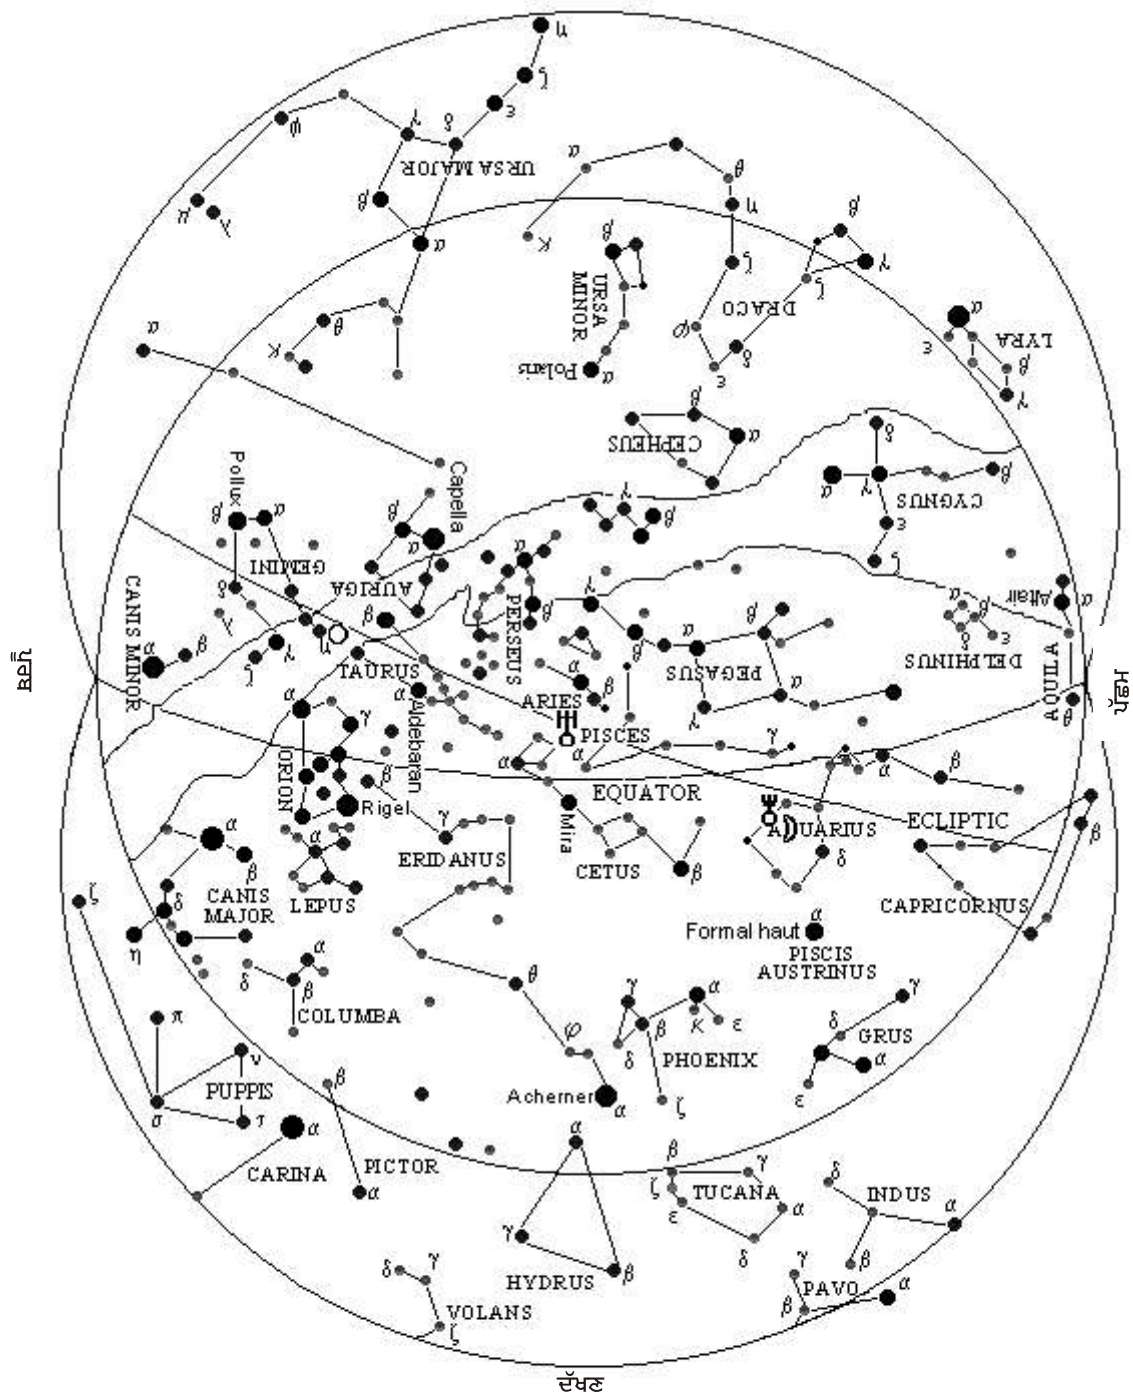 η
ζ
ε
φ
γ
δ
URSA MAJOR
α
θ
β
μ
λ
η
β
α
κ
β
γ
ζ
URSA
MINOR
DRACO
ζ
α
θ
κ
φ
δ
ε
α
ε
LYRA
β
γ
Polaris
α
β
CEPHEUS
α
δ
Pollux
Capella
γ
β
α
γ
β
CYGNUS
β
α
β
α
ε
GEMINI
ζ
AURIGA
δ
CANIS MINOR
λ
β
PERSEUS
γ
β
α
β
δ
ε
Altair
α
α
β
η
TAURUS
θ
α
PEGASUS
DELPHINUS
AQUILA
ζ
γ
α
Aldebaran
α
ARIES
β
γ
α
θ
ਪੂਰਬ
ਪੱਛਮ
α
γ
ORION
PISCES
α
α
γ
α
β
β
EQUATOR
Rigel
γ
Mira
AQUARIUS
ECLIPTIC
β
α
β
α
ERIDANUS
CETUS
β
δ
CANIS
MAJOR
LEPUS
CAPRICORNUS
ζ
δ
η
α
Formal haut
PISCIS
AUSTRINUS
α
δ
β
COLUMBA
θ
γ
α
γ
π
β
κ
ε
δ
GRUS
φ
δ
PHOENIX
α
ν
PUPPIS
β
Acherner
α
ζ
ε
σ
τ
α
CARINA
PICTOR
α
α
β
γ
ζ
TUCANA
ε
α
δ
δ
INDUS
α
γ
HYDRUS
β
β
γ
δ
γ
VOLANS
ζ
PAVO
β
α
ਦੱਖਣ